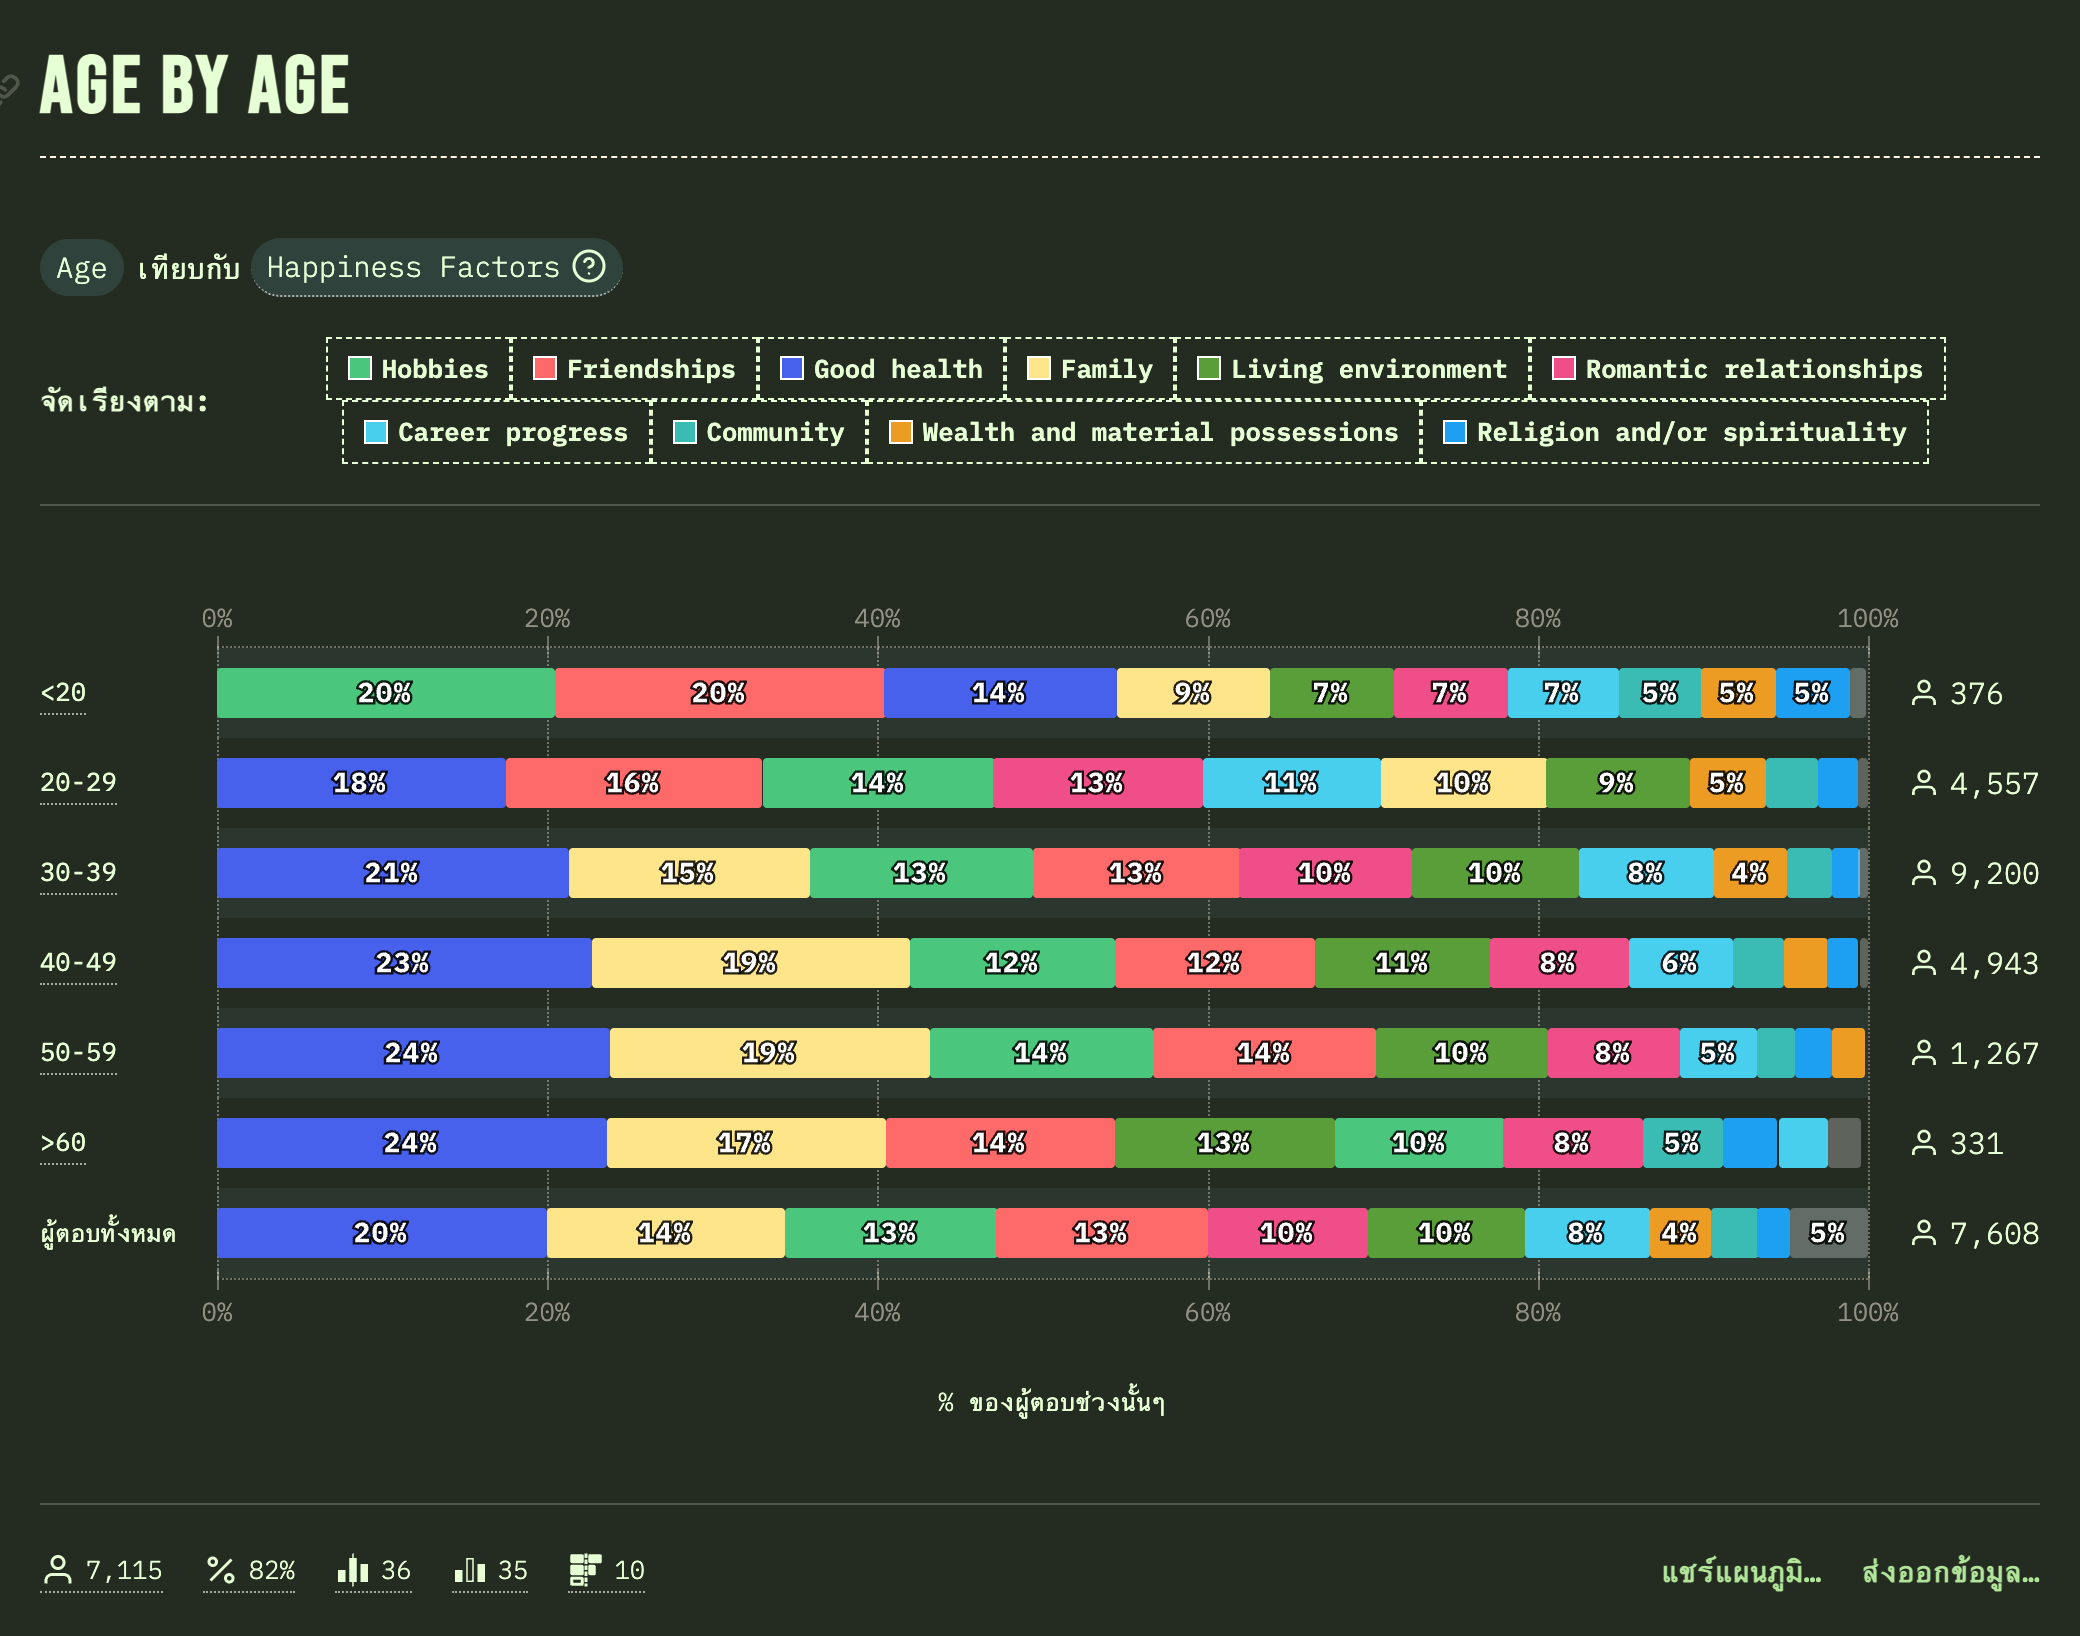 AGE BY AGE
Age เทียบกับ Happiness Factors ?
จัดเรียงตาม:
Hobbies Friendships Good health Family Living environment Romantic relationships
Career progress Community Wealth and material possessions Religion and/or spirituality
0% 20% 40% 60% 80% 100%
<20 20% 20% 14% 9% 7% 7% 7% 5% 5% 5% 376
20-29 18% 16% 14% 13% 11% 10% 9% 5% 4,557
30-39 21% 15% 13% 13% 10% 10% 8% 4% 9,200
40-49 23% 19% 12% 12% 11% 8% 6% 4,943
50-59 24% 19% 14% 14% 10% 8% 5% 1,267
>60 24% 17% 14% 13% 10% 8% 5% 331
ผู้ตอบทั้งหมด 20% 14% 13% 13% 10% 10% 8% 4% 5% 7,608
0% 20% 40% 60% 80% 100%
% ของผู้ตอบช่วงนั้นๆ
7,115 82% 36 35 10 แชร์แผนภูมิ… ส่งออกข้อมูล…